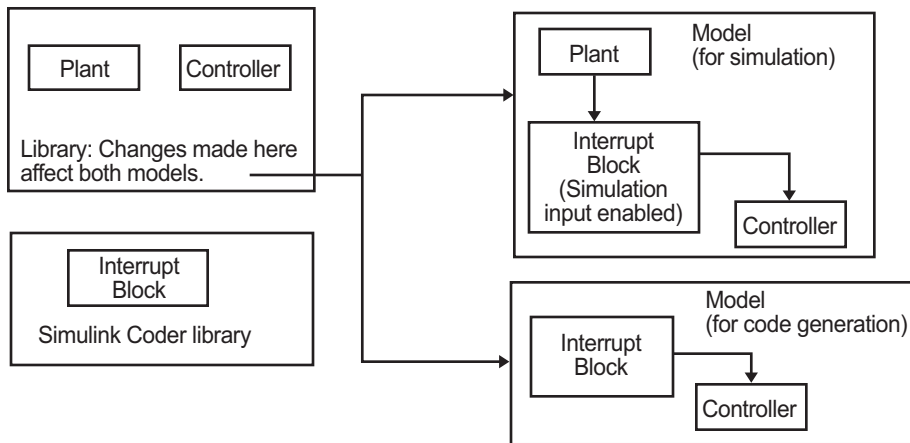 Plant
Controller
Library: Changes made here
affect both models.
Interrupt
Block
Simulink Coder library
Model
(for simulation)
Plant
Interrupt
Block
(Simulation
input enabled)
Controller
Model
(for code generation)
Interrupt
Block
Controller